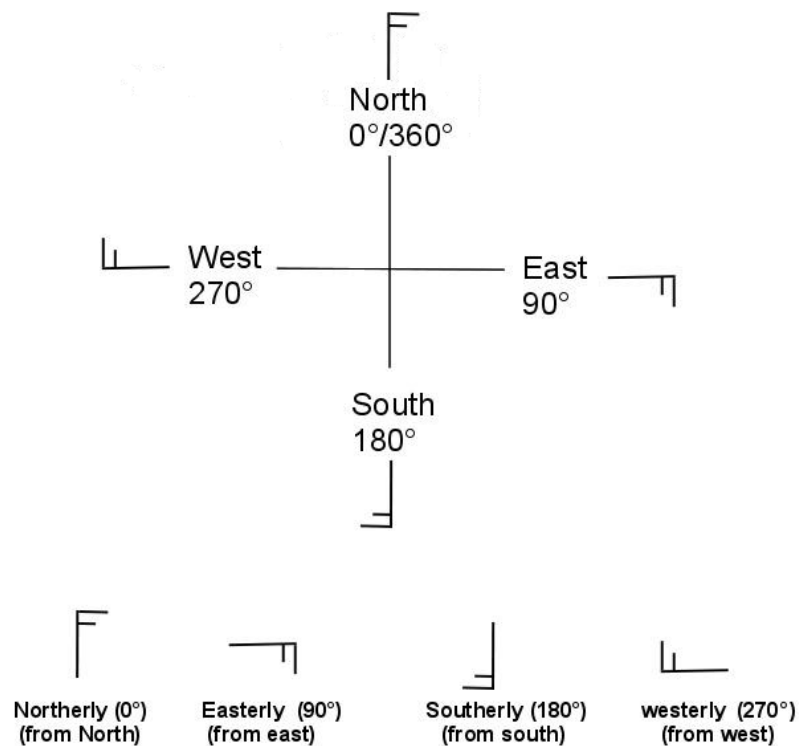 North
0°/360°
West
270°
East
90°
South
180°
Northerly (0°)
(from North)
Easterly (90°)
(from east)
Southerly (180°)
(from south)
westerly (270°)
(from west)